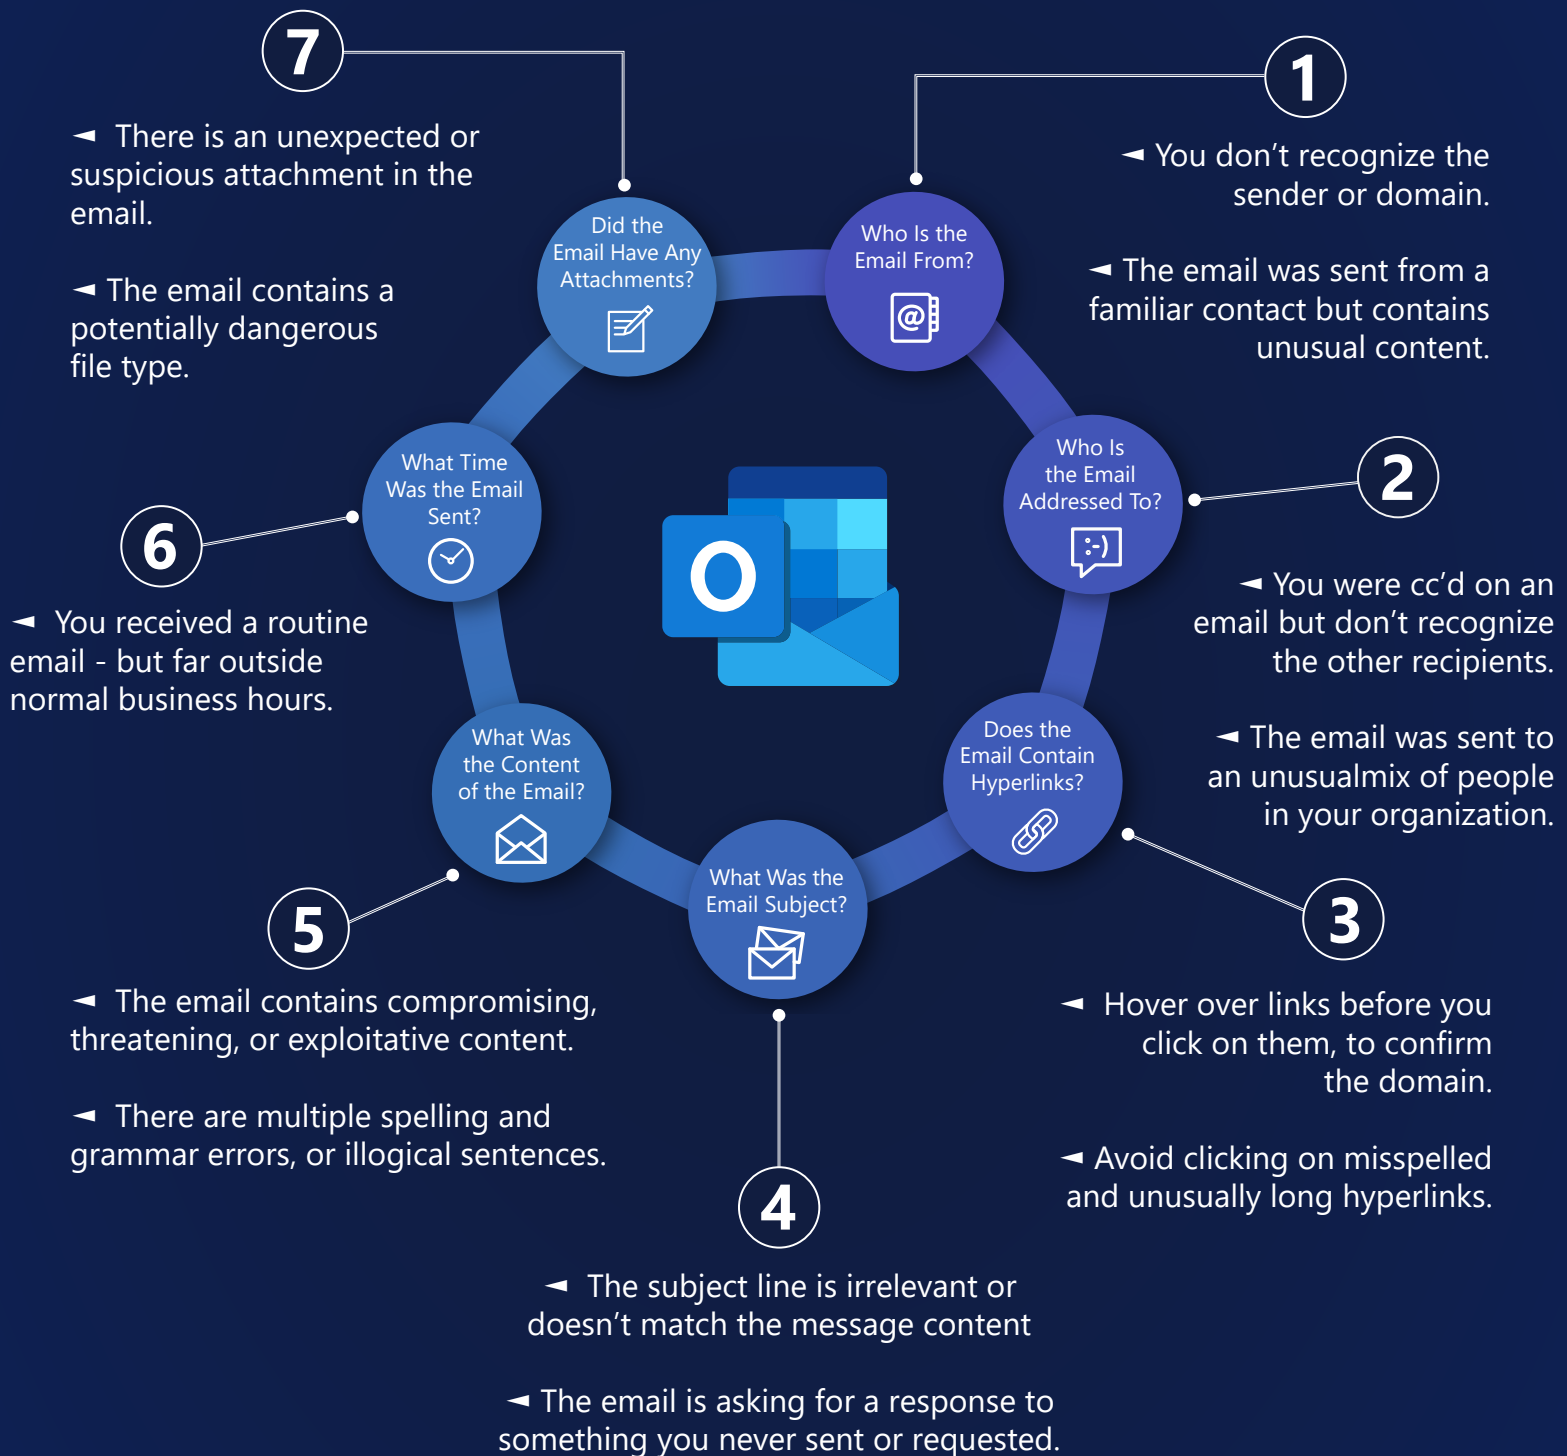 1
Who Is the
Email From?
@
◄ You don’t recognize the
sender or domain.
◄ The email was sent from a
familiar contact but contains
unusual content.
2
Who Is
the Email
Addressed To?
:-)
◄ You were cc’d on an
email but don’t recognize
the other recipients.
◄ The email was sent to
an unusualmix of people
in your organization.
3
Does the
Email Contain
Hyperlinks?
◄ Hover over links before you
click on them, to confirm
the domain.
◄ Avoid clicking on misspelled
and unusually long hyperlinks.
4
What Was the
Email Subject?
◄ The subject line is irrelevant or
doesn’t match the message content
◄ The email is asking for a response to
something you never sent or requested.
5
What Was
the Content
of the Email?
◄ The email contains compromising,
threatening, or exploitative content.
◄ There are multiple spelling and
grammar errors, or illogical sentences.
6
What Time
Was the Email
Sent?
◄ You received a routine
email - but far outside
normal business hours.
7
Did the
Email Have Any
Attachments?
◄ There is an unexpected or
suspicious attachment in the
email.
◄ The email contains a
potentially dangerous
file type.
O